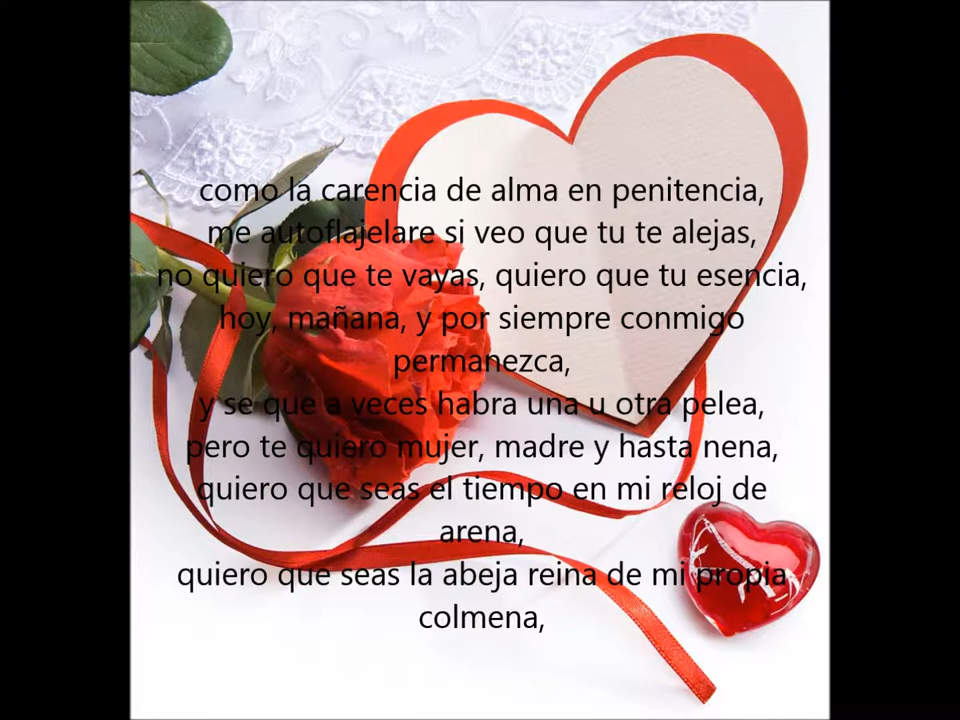 como la carencia de alma en penitencia,
me autoflajelare si veo que tu te alejas,
no quiero que te vayas, quiero que tu esencia,
hoy, mañana, y por siempre conmigo
permanezca,
y se que a veces habra una u otra pelea,
pero te quiero mujer, madre y hasta nena,
quiero que seas el tiempo en mi reloj de
arena,
quiero que seas la abeja reina de mi propia
colmena,